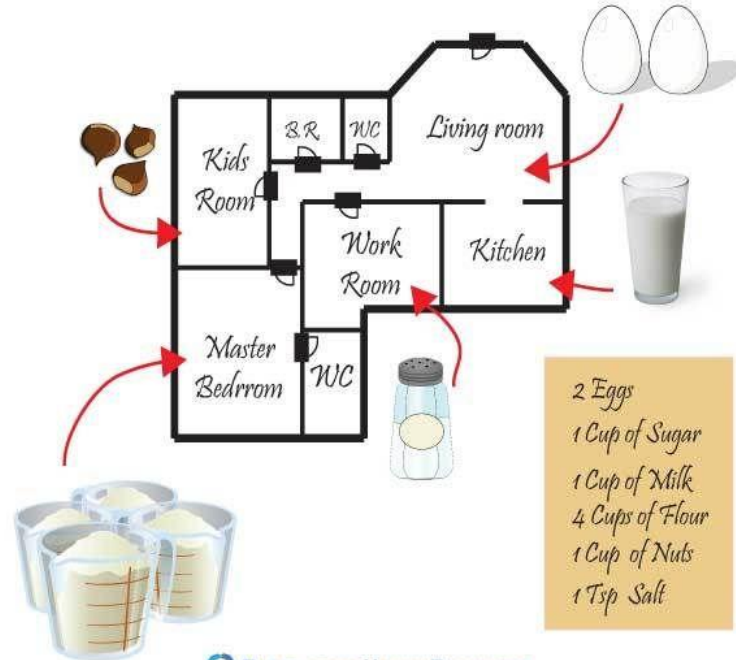 B.R.
WC
Living room
Kids
Room
Work
Room
Kitchen
Master
Bedrrom
WC
2 Eggs
1 Cup of Sugar
1 Cup of Milk
4 Cups of Flour
1 Cup of Nuts
1 Tsp Salt